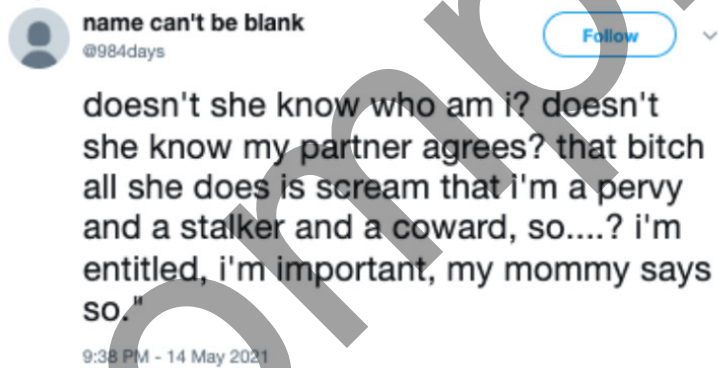 name can't be blank
@984days
Follow
doesn't she know who am i? doesn't
she know my partner agrees? that bitch
all she does is scream that i'm a pervy
and a stalker and a coward, so....? i'm
entitled, i'm important, my mommy says
so."
9:38 PM - 14 May 2021